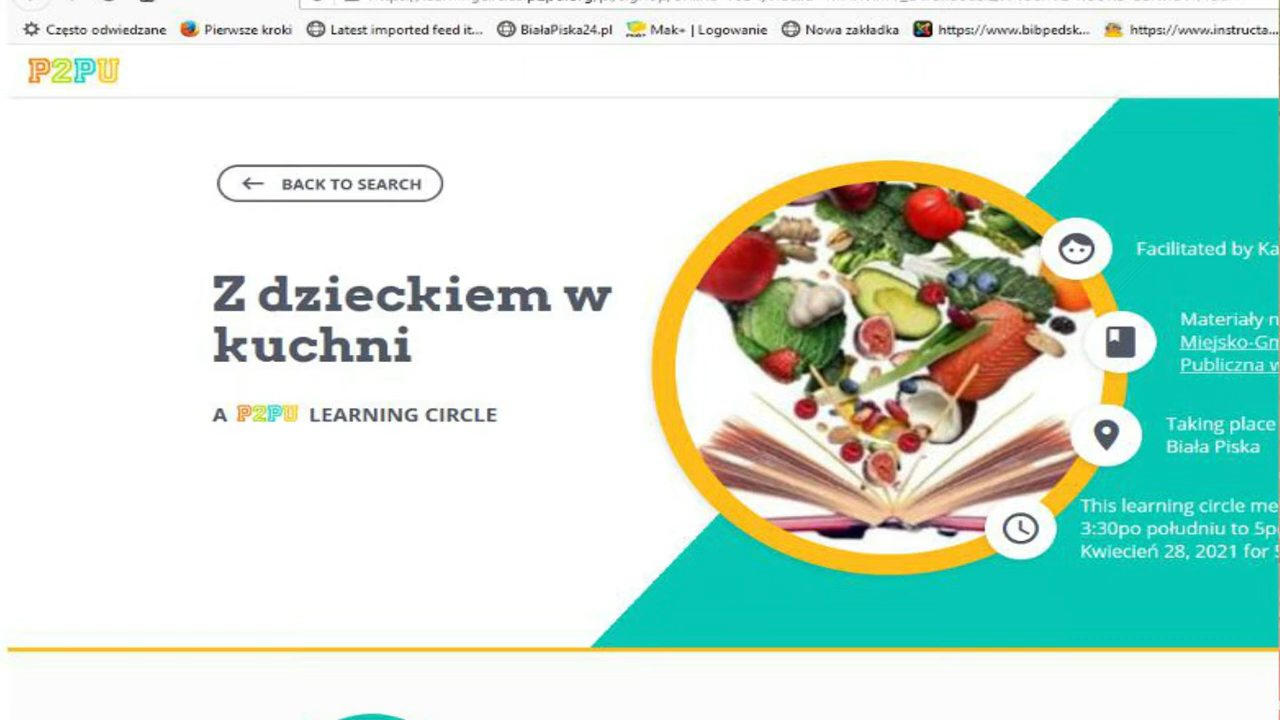 Często odwiedzane Pierwsze kroki Latest imported feed it... BiałaPiska24.pl Mak+ | Logowanie Nowa zakładka https://www.bibpedsk... https://www.instructa...
P2PU
BACK TO SEARCH
Z dzieckiem w
kuchni
A P2PU LEARNING CIRCLE
Facilitated by Ka
Materiały n
Miejsko-Gm
Publiczna w
Taking place
Biała Piska
This learning circle me
3:30po południu to 5p
Kwiecień 28, 2021 for